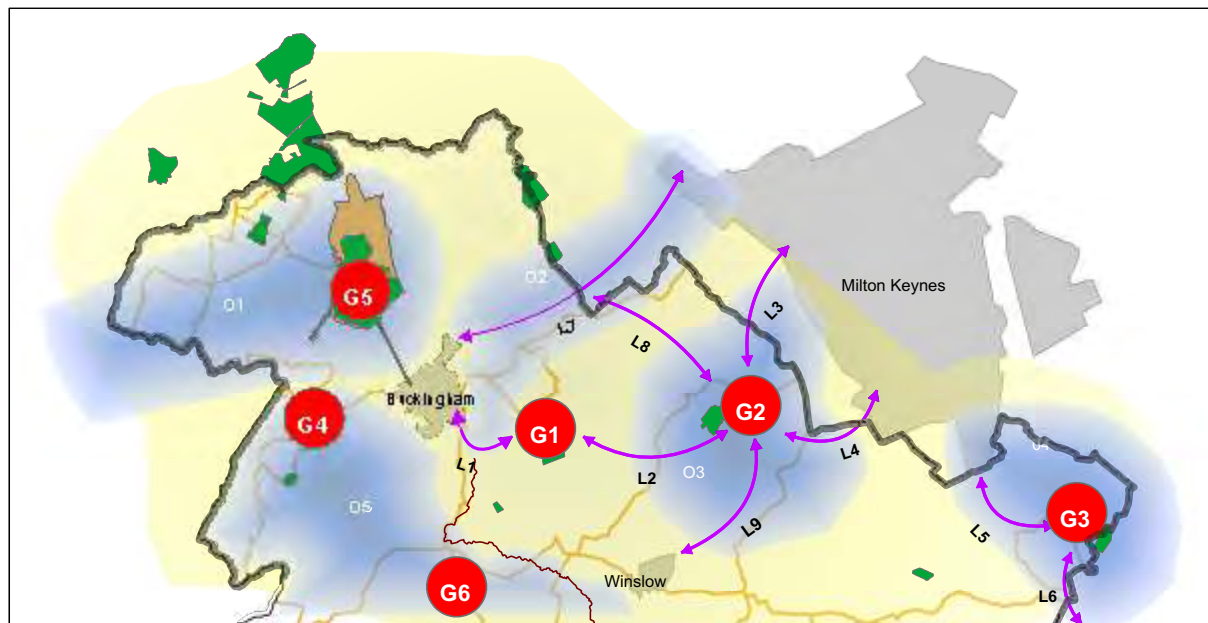 O2
Milton Keynes
G5
O1
L3
L8
Buckingham
G2
G4
G1
L1
L2
O3
L4
O5
L9
G3
L5
Winslow
G6
L6